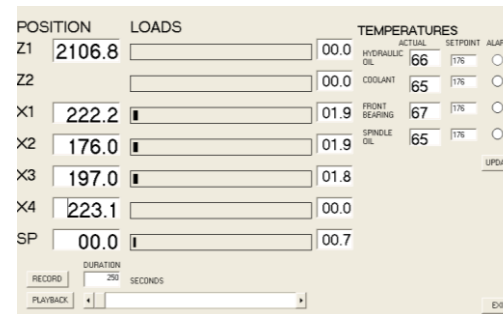 POSITION LOADS TEMPERATURES
ACTUAL SETPOINT ALAR
Z1 2106.8 00.0 HYDRAULIC OIL 66 176
Z2 00.0 COOLANT 65 176
X1 222.2 01.9 FRONT BEARING 67 176
X2 176.0 01.9 SPINDLE OIL 65 176
UPDA
X3 197.0 01.8
X4 223.1 00.0
SP 00.0 00.7
DURATION
RECORD 250 SECONDS
PLAYBACK
EXI